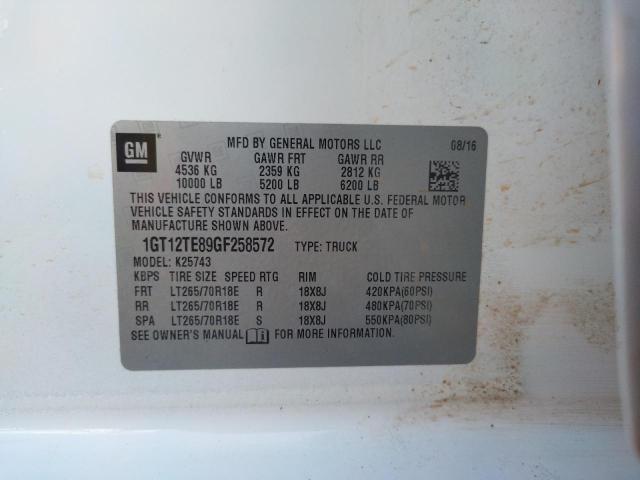 GM
MFD BY GENERAL MOTORS LLC 08/16
GVWR GAWR FRT GAWR RR
4536 KG 2359 KG 2812 KG
10000 LB 5200 LB 6200 LB
THIS VEHICLE CONFORMS TO ALL APPLICABLE U.S. FEDERAL MOTOR
VEHICLE SAFETY STANDARDS IN EFFECT ON THE DATE OF
MANUFACTURE SHOWN ABOVE.
1GT12TE89GF258572 TYPE: TRUCK
MODEL: K25743
KBPS TIRE SIZE SPEED RTG RIM COLD TIRE PRESSURE
FRT LT265/70R18E R 18X8J 420KPA(60PSI)
RR LT265/70R18E R 18X8J 480KPA(70PSI)
SPA LT265/70R18E S 18X8J 550KPA(80PSI)
SEE OWNER'S MANUAL FOR MORE INFORMATION.